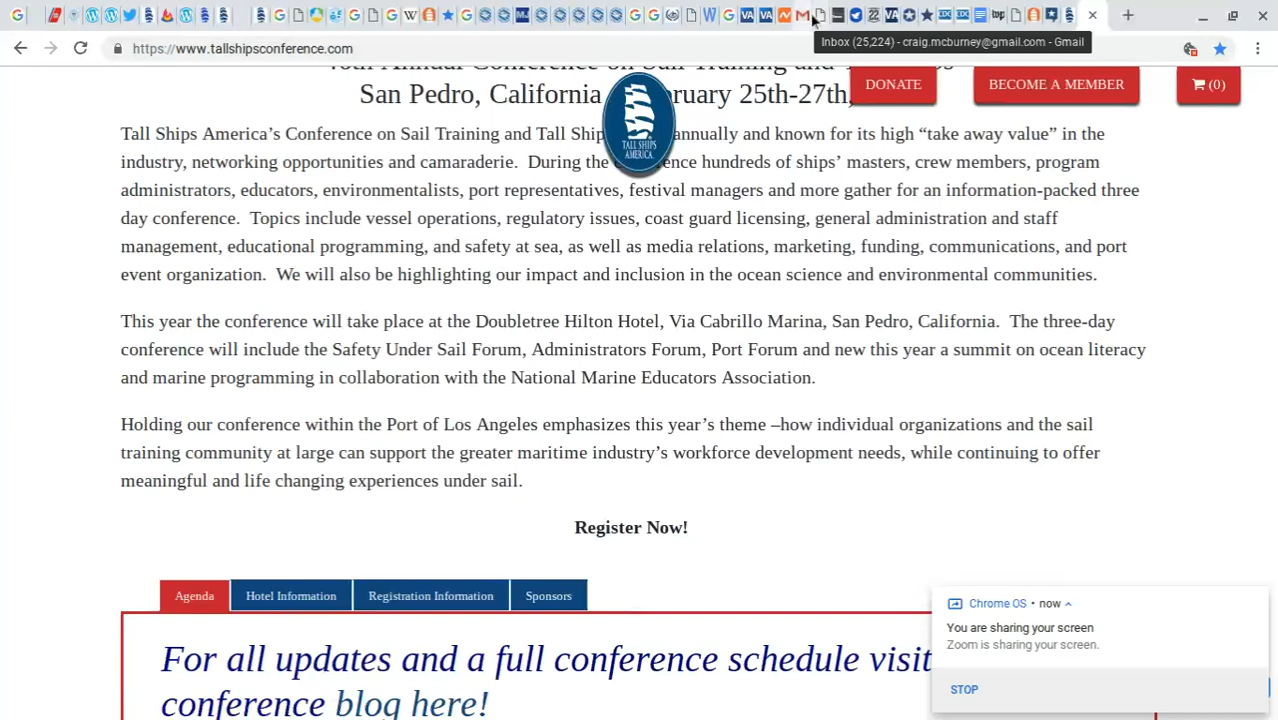 Inbox (25,224) - craig.mcburney@gmail.com - Gmail
https://www.tallshipsconference.com
San Pedro, California
ruary 25th-27th,
DONATE
BECOME A MEMBER
(0)
TALL SHIPS
AMERICA
Tall Ships America's Conference on Sail Training and Tall Ship annually and known for its high “take away value” in the
industry, networking opportunities and camaraderie. During the ence hundreds of ships’ masters, crew members, program
administrators, educators, environmentalists, port representatives, festival managers and more gather for an information-packed three
day conference. Topics include vessel operations, regulatory issues, coast guard licensing, general administration and staff
management, educational programming, and safety at sea, as well as media relations, marketing, funding, communications, and port
event organization. We will also be highlighting our impact and inclusion in the ocean science and environmental communities.
This year the conference will take place at the Doubletree Hilton Hotel, Via Cabrillo Marina, San Pedro, California. The three-day
conference will include the Safety Under Sail Forum, Administrators Forum, Port Forum and new this year a summit on ocean literacy
and marine programming in collaboration with the National Marine Educators Association.
Holding our conference within the Port of Los Angeles emphasizes this year’s theme –how individual organizations and the sail
training community at large can support the greater maritime industry’s workforce development needs, while continuing to offer
meaningful and life changing experiences under sail.
Register Now!
Agenda
Hotel Information
Registration Information
Sponsors
For all updates and a full conference schedule visit
conference blog here!
Chrome OS • now
You are sharing your screen
Zoom is sharing your screen.
STOP